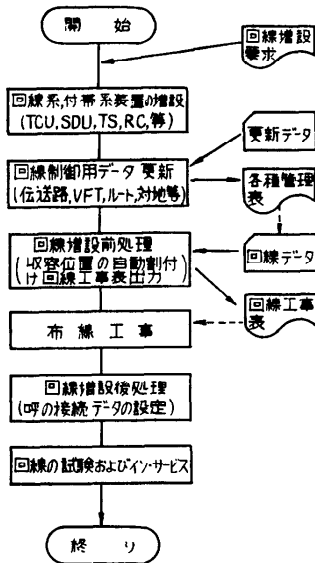 開 始
回線増設
要求
回線系,付帯系装置の増設
(TCU,SDU,TS,RC,等)
更新データ
回線制御用データ 更新
(伝送路,VFT,ルート,対地等)
各種管理
表
回線増設前処理
(収容位置の自動割付
け回線工事表出力)
回線データ
回線工事
表
布 線 工 事
回線増設後処理
(呼の接続データの設定)
回線の試験およびイン・サービス
終 り